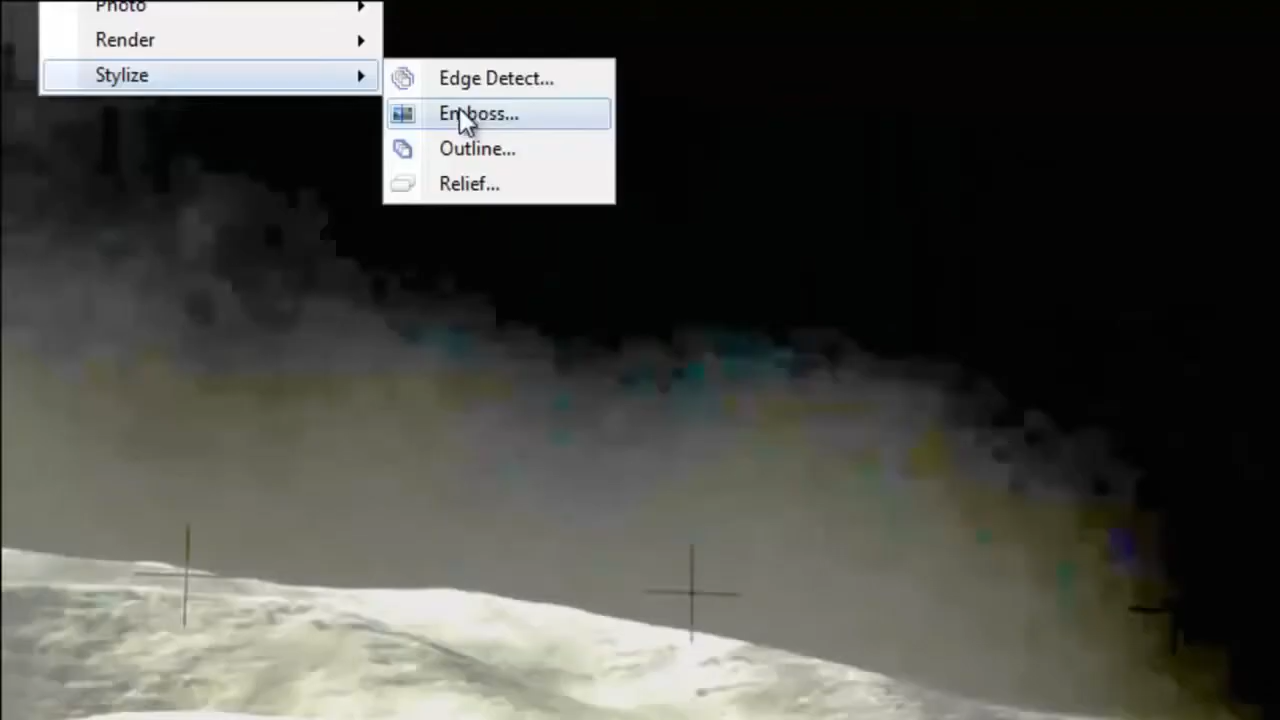 Photo
Render
Stylize
Edge Detect...
Emboss...
Outline...
Relief...